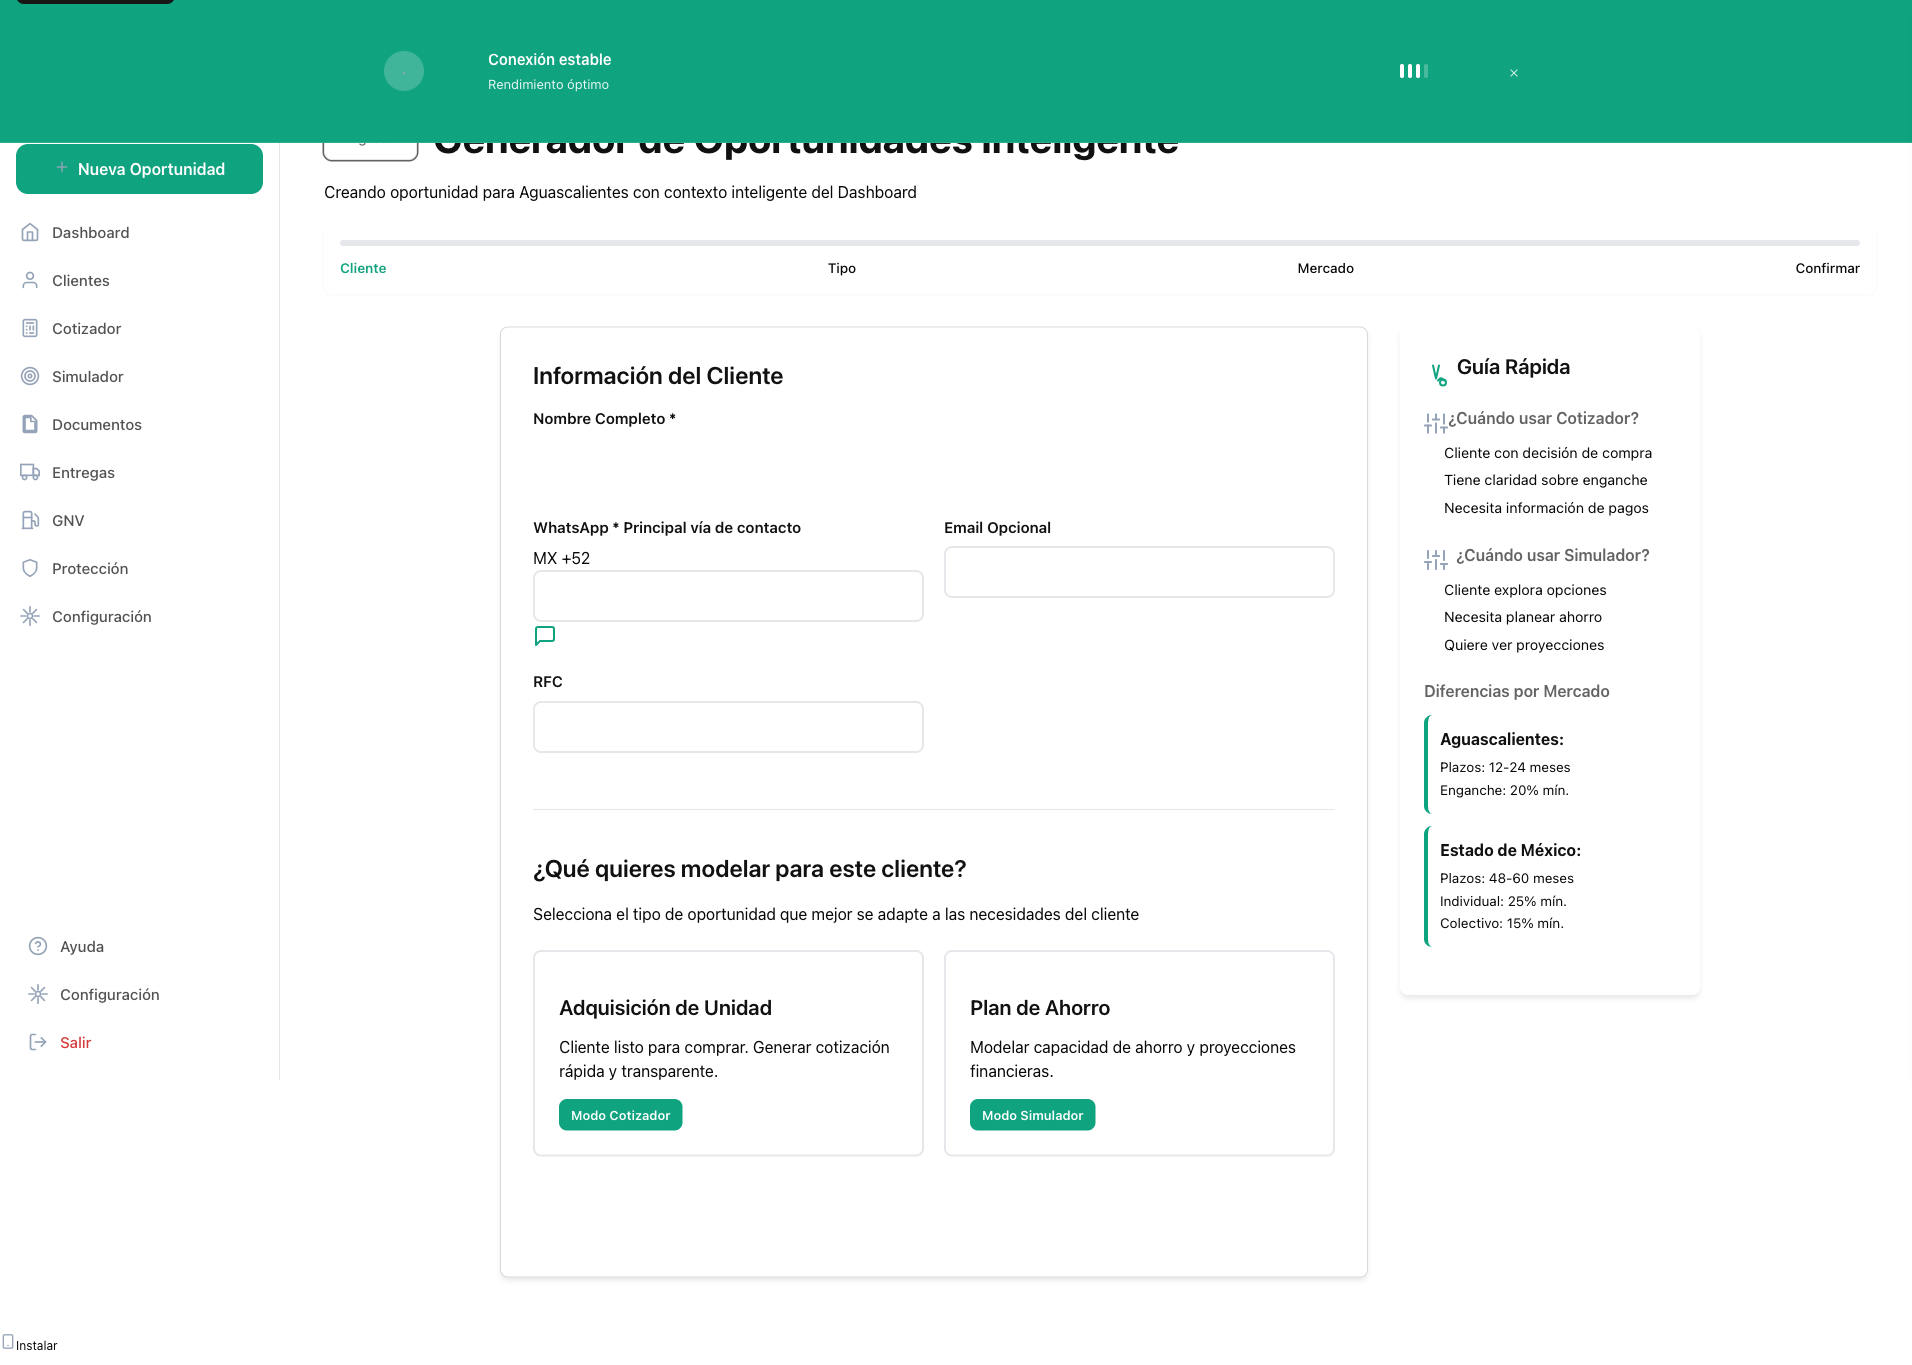 Conexión estable
Rendimiento óptimo
×
Nueva Oportunidad
Generador de Oportunidades Inteligente
Creando oportunidad para Aguascalientes con contexto inteligente del Dashboard
Dashboard
Clientes
Cotizador
Simulador
Documentos
Entregas
GNV
Protección
Configuración
Ayuda
Configuración
Salir
Cliente
Tipo
Mercado
Confirmar
Información del Cliente
Nombre Completo *
WhatsApp * Principal vía de contacto
MX +52
Email Opcional
RFC
¿Qué quieres modelar para este cliente?
Selecciona el tipo de oportunidad que mejor se adapte a las necesidades del cliente
Adquisición de Unidad
Cliente listo para comprar. Generar cotización
rápida y transparente.
Modo Cotizador
Plan de Ahorro
Modelar capacidad de ahorro y proyecciones
financieras.
Modo Simulador
Guía Rápida
¿Cuándo usar Cotizador?
Cliente con decisión de compra
Tiene claridad sobre enganche
Necesita información de pagos
¿Cuándo usar Simulador?
Cliente explora opciones
Necesita planear ahorro
Quiere ver proyecciones
Diferencias por Mercado
Aguascalientes:
Plazos: 12-24 meses
Enganche: 20% mín.
Estado de México:
Plazos: 48-60 meses
Individual: 25% mín.
Colectivo: 15% mín.
Instalar